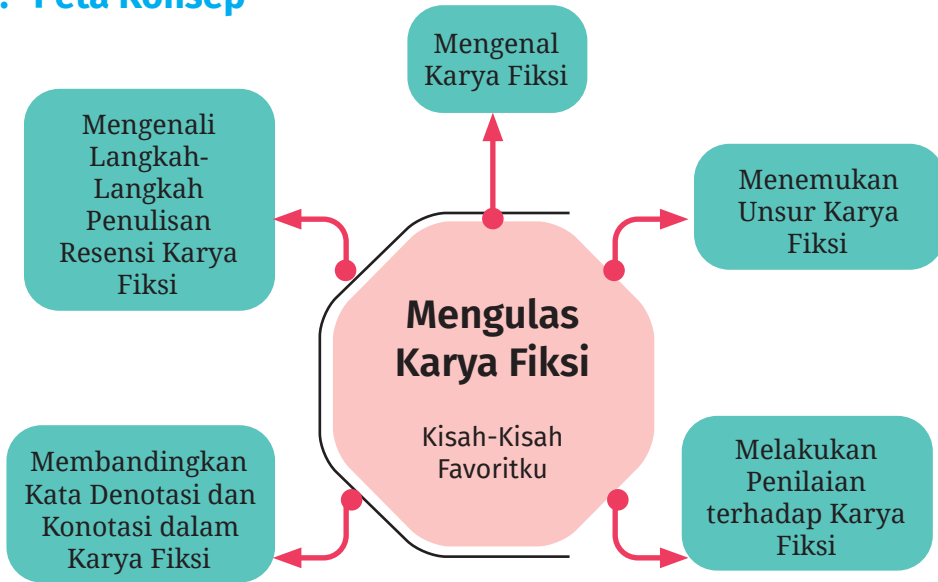 Peta Konsep
Mengenal
Karya Fiksi
Mengenali
Langkah-
Langkah
Penulisan
Resensi Karya
Fiksi
Menemukan
Unsur Karya
Fiksi
Mengulas
Karya Fiksi
Kisah-Kisah
Favoritku
Membandingkan
Kata Denotasi dan
Konotasi dalam
Karya Fiksi
Melakukan
Penilaian
terhadap Karya
Fiksi